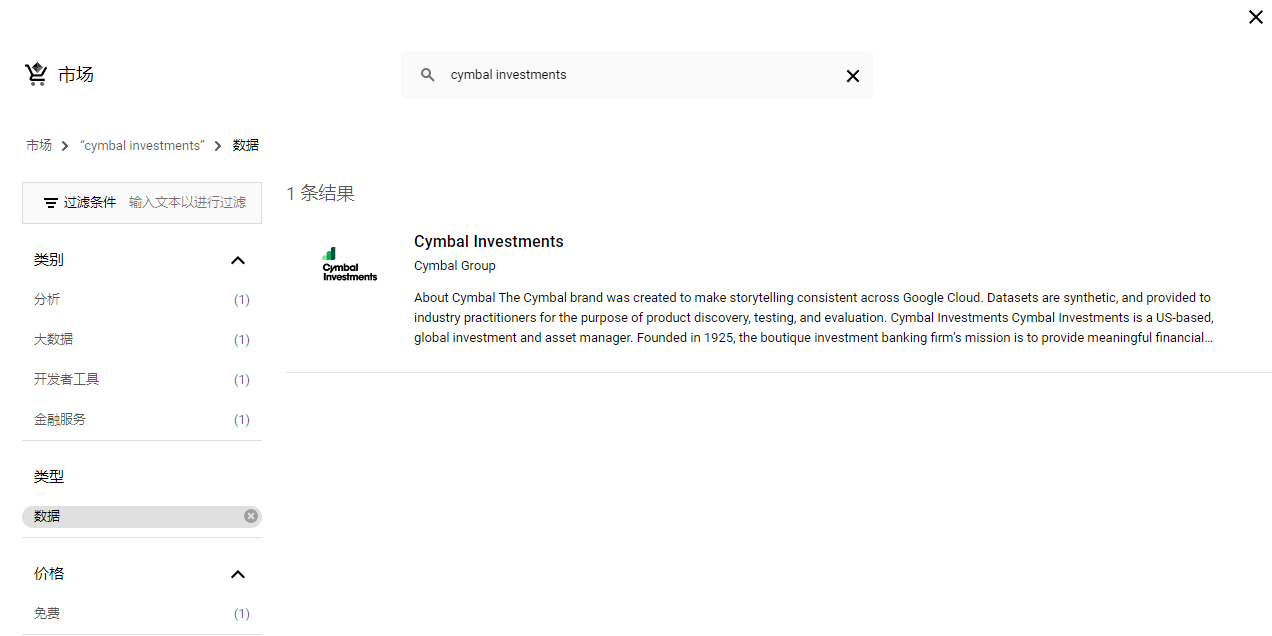 市场
cymbal investments
市场 “cymbal investments” 数据
过滤条件 输入文本以进行过滤
类别
分析 (1)
大数据 (1)
开发者工具 (1)
金融服务 (1)
类型
数据
价格
免费 (1)
1 条结果
Cymbal Investments
Cymbal Investments
Cymbal Group
About Cymbal The Cymbal brand was created to make storytelling consistent across Google Cloud. Datasets are synthetic, and provided to
industry practitioners for the purpose of product discovery, testing, and evaluation. Cymbal Investments Cymbal Investments is a US-based,
global investment and asset manager. Founded in 1925, the boutique investment banking firm’s mission is to provide meaningful financial…